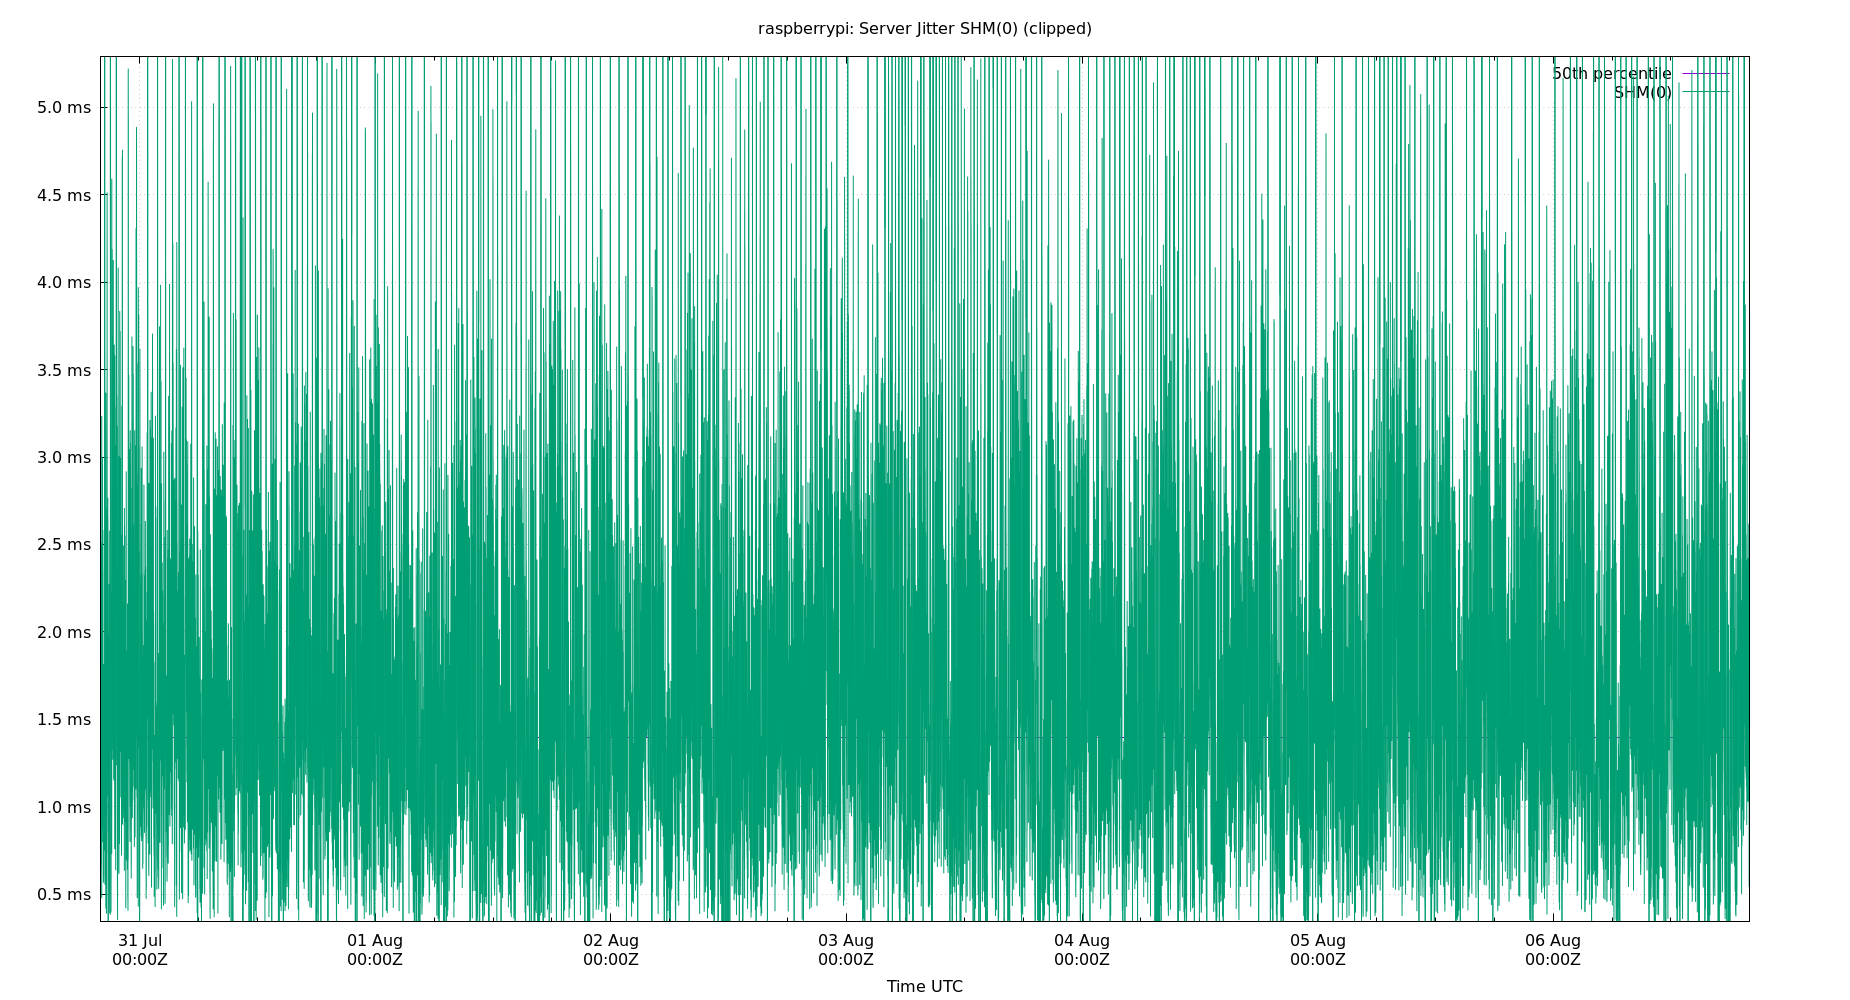 raspberrypi: Server Jitter SHM(0) (clipped)
50th percentile
SHM(0)
5.0 ms
4.5 ms
4.0 ms
3.5 ms
3.0 ms
2.5 ms
2.0 ms
1.5 ms
1.0 ms
0.5 ms
31 Jul 01 Aug 02 Aug 03 Aug 04 Aug 05 Aug 06 Aug
00:00Z 00:00Z 00:00Z 00:00Z 00:00Z 00:00Z 00:00Z
Time UTC